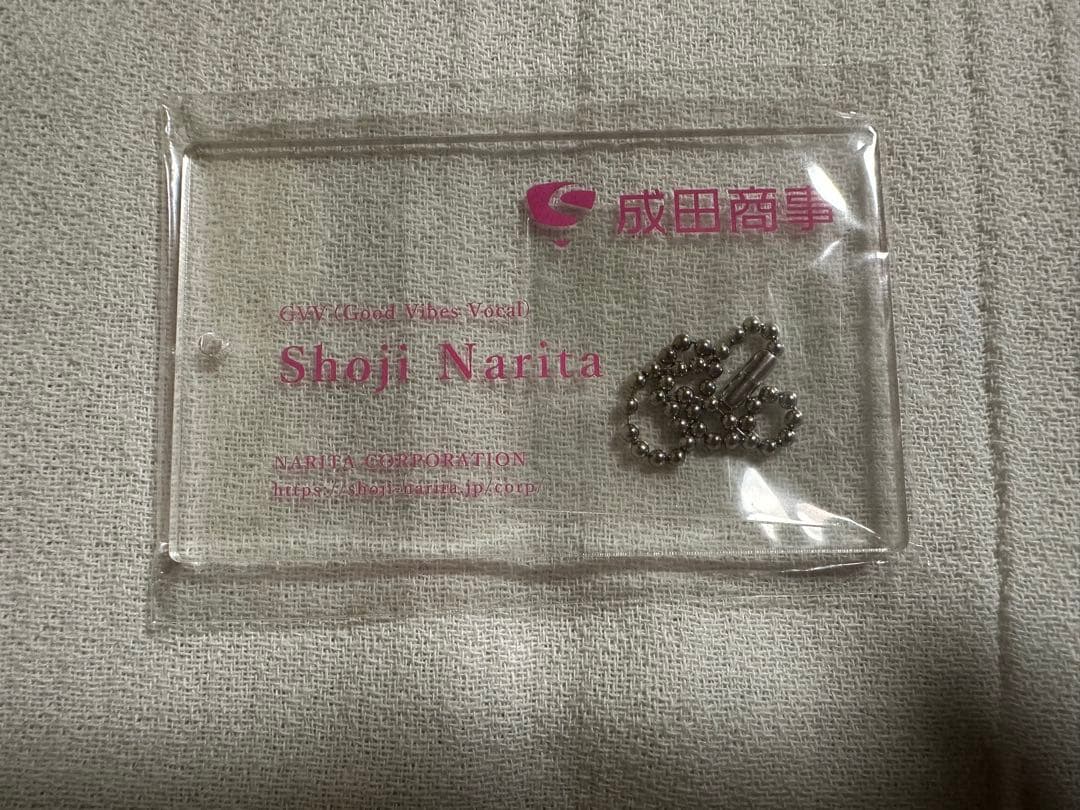 成田商事
GVV (Good Vibes Vocal)
Shoji Narita
NARITA CORPORATION
https://shoji-narita.jp/corp/